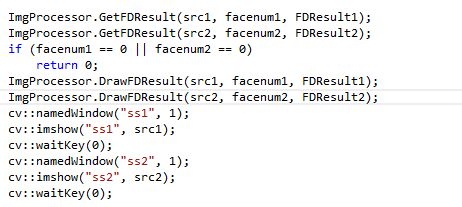 ImgProcessor.GetFDResult(src1, facenum1, FDResult1);
ImgProcessor.GetFDResult(src2, facenum2, FDResult2);
if (facenum1 == 0 || facenum2 == 0)
    return 0;
ImgProcessor.DrawFDResult(src1, facenum1, FDResult1);
ImgProcessor.DrawFDResult(src2, facenum2, FDResult2);
cv::namedWindow("ss1", 1);
cv::imshow("ss1", src1);
cv::waitKey(0);
cv::namedWindow("ss2", 1);
cv::imshow("ss2", src2);
cv::waitKey(0);